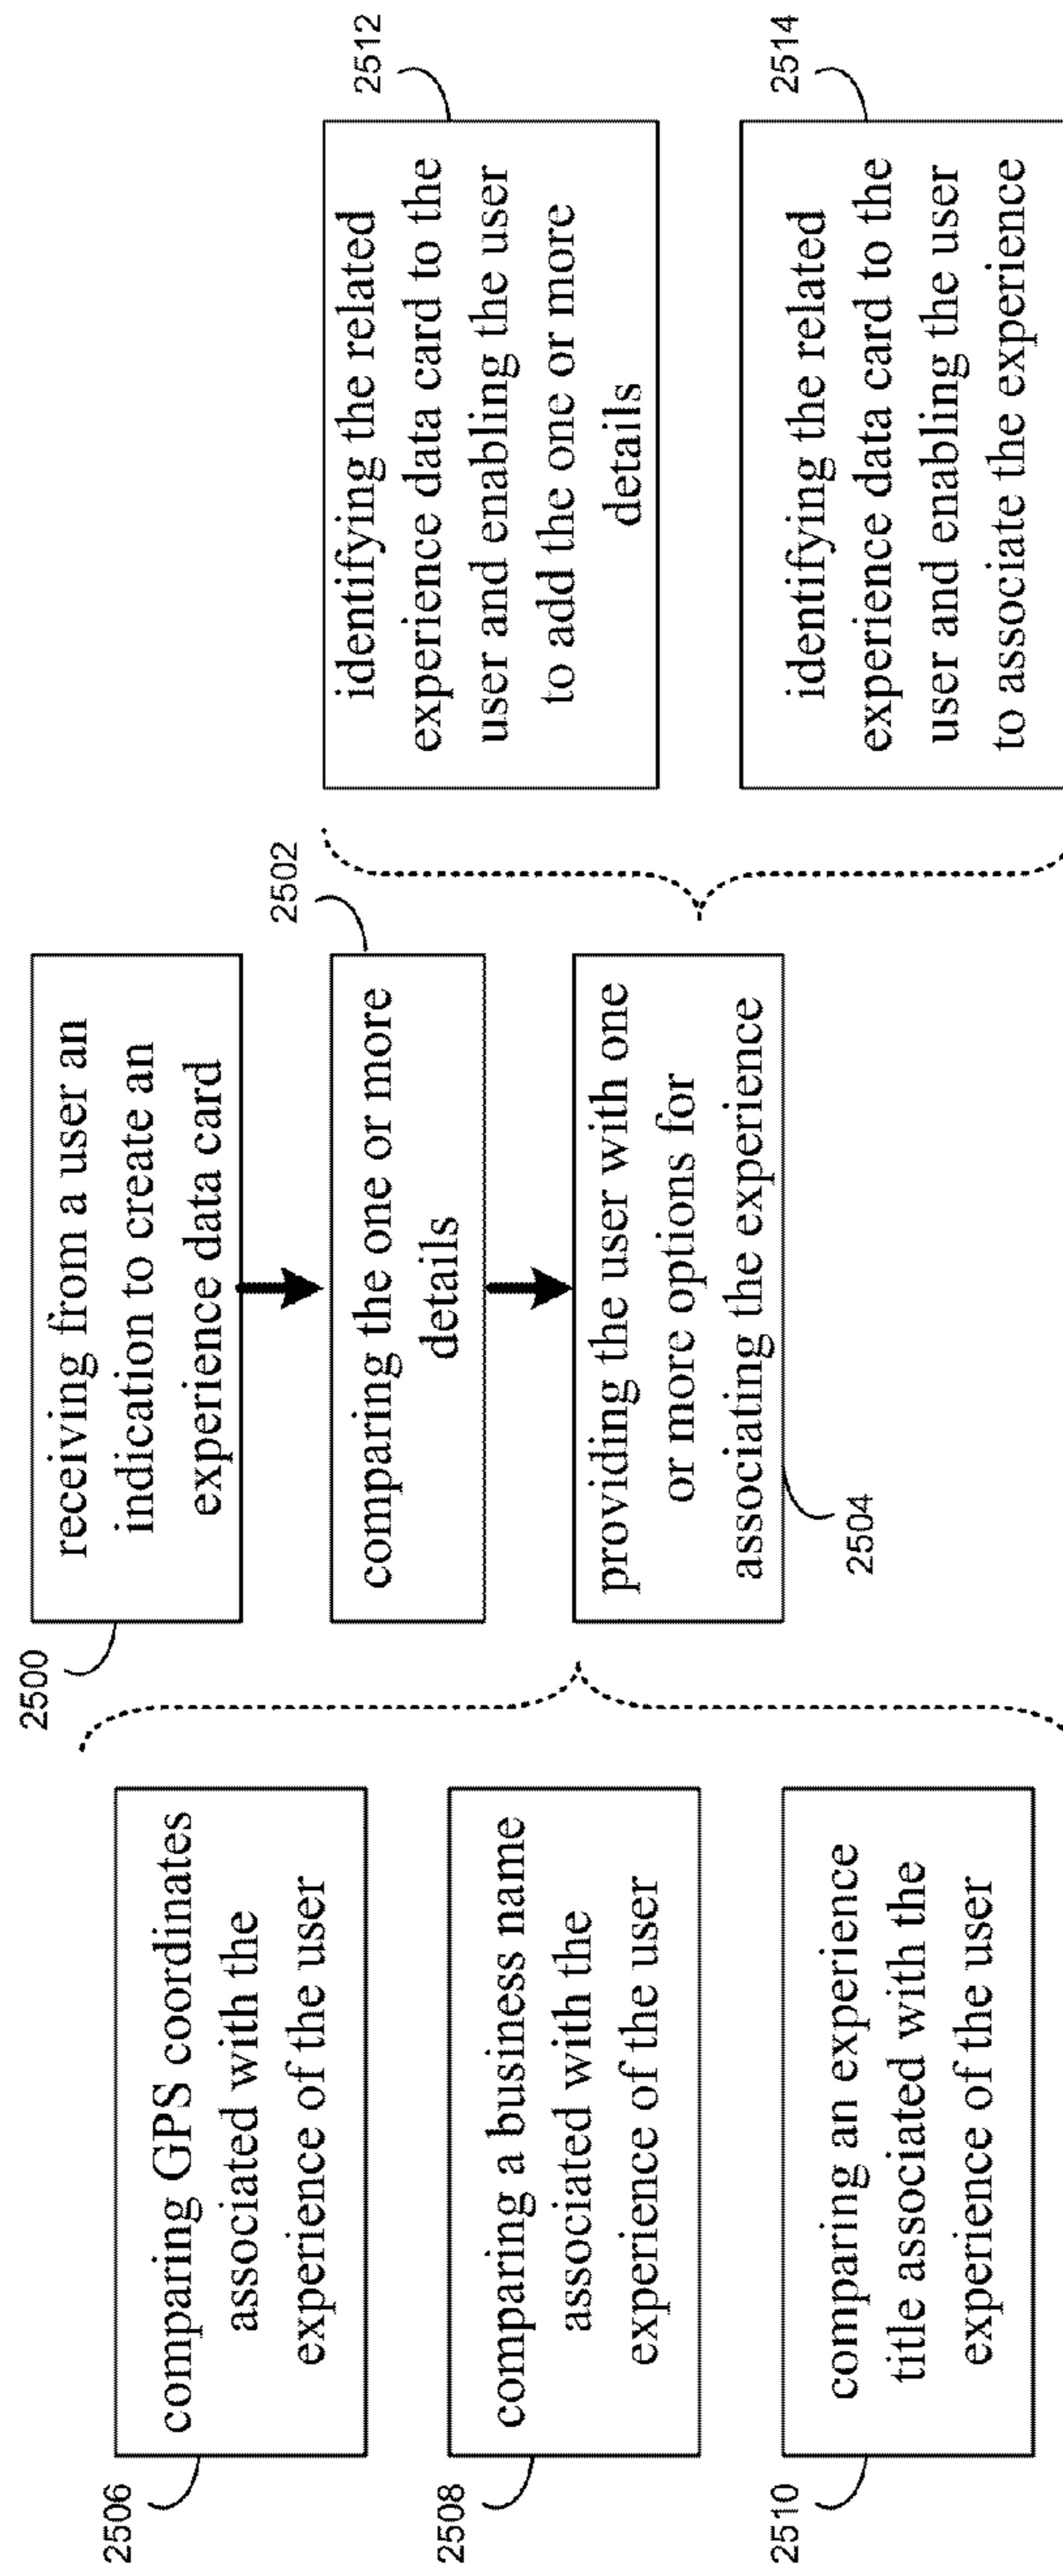 2500
receiving from a user an
indication to create an
experience data card
2502
comparing the one or more
details
providing the user with one
or more options for
associating the experience
2504
2506
comparing GPS coordinates
associated with the
experience of the user
2508
comparing a business name
associated with the
experience of the user
2510
comparing an experience
title associated with the
experience of the user
2512
identifying the related
experience data card to the
user and enabling the user
to add the one or more
details
2514
identifying the related
experience data card to the
user and enabling the user
to associate the experience